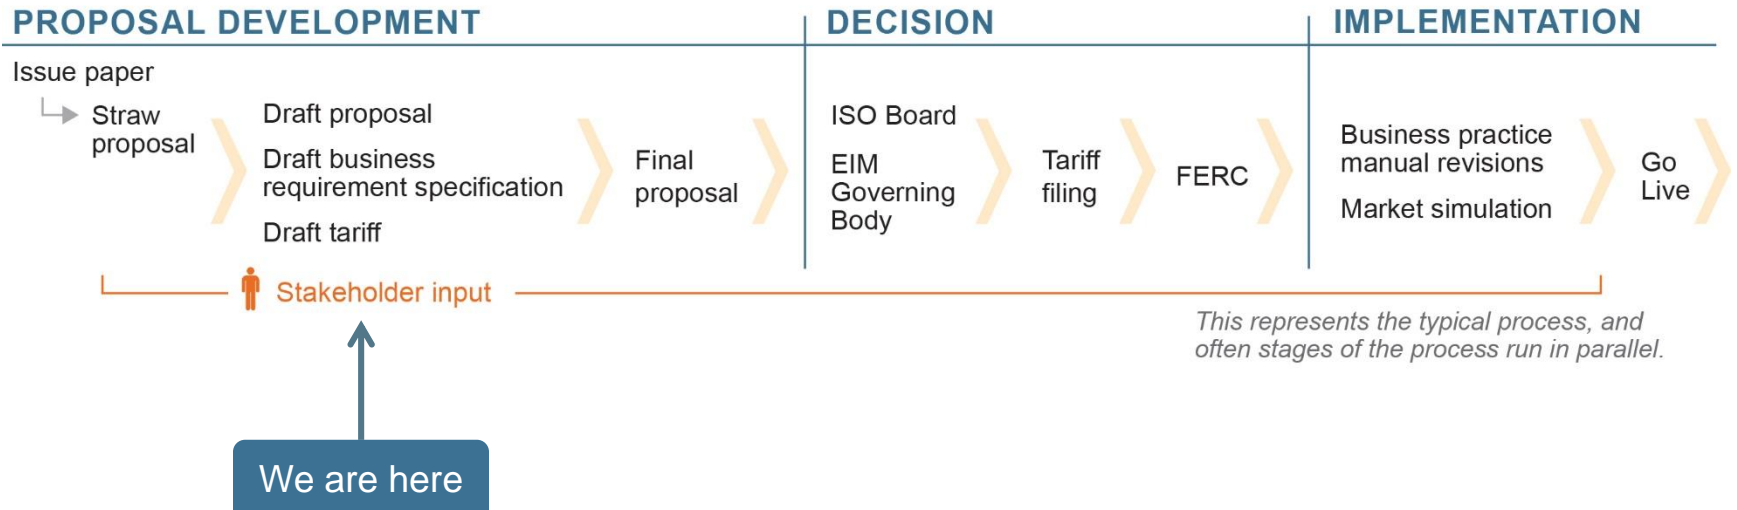 PROPOSAL DEVELOPMENT
DECISION
IMPLEMENTATION
Issue paper
Straw
proposal
Draft proposal
Draft business
requirement specification
Draft tariff
Final
proposal
ISO Board
EIM
Governing
Body
Tariff
filing
FERC
Business practice
manual revisions
Market simulation
Go
Live
Stakeholder input
This represents the typical process, and
often stages of the process run in parallel.
We are here